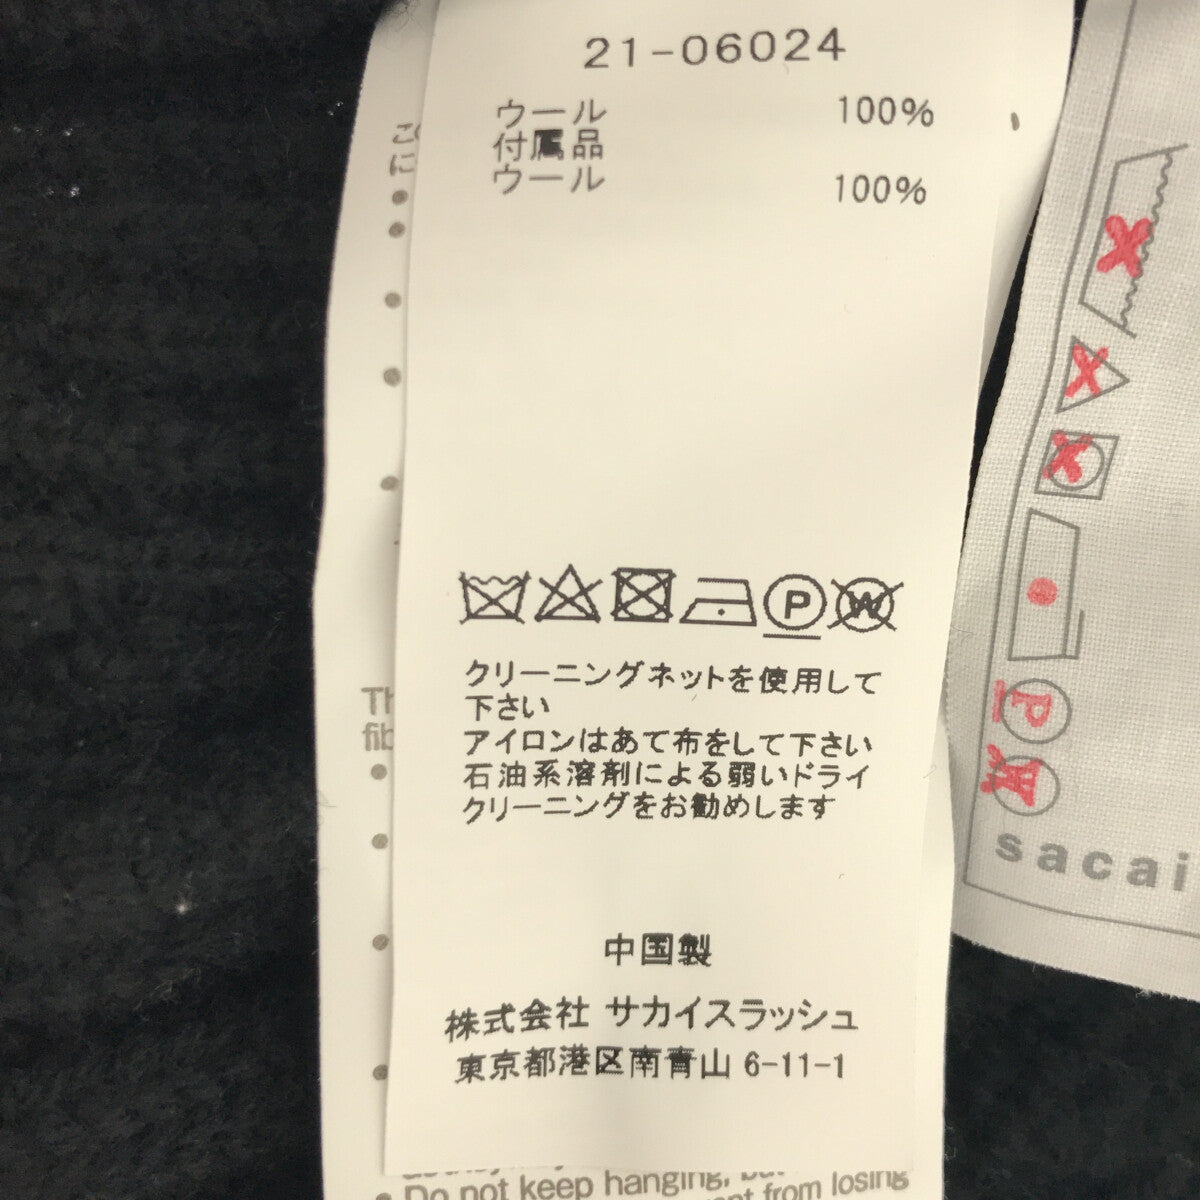 21-06024
ウール 100%
付属品
ウール 100%
P W
クリーニングネットを使用して
下さい
アイロンはあて布をして下さい
石油系溶剤による弱いドライ
クリーニングをお勧めします
中国製
株式会社 サカイスラッシュ
東京都港区南青山 6-11-1
P
W
sacai
Do not keep hanging,
from losing